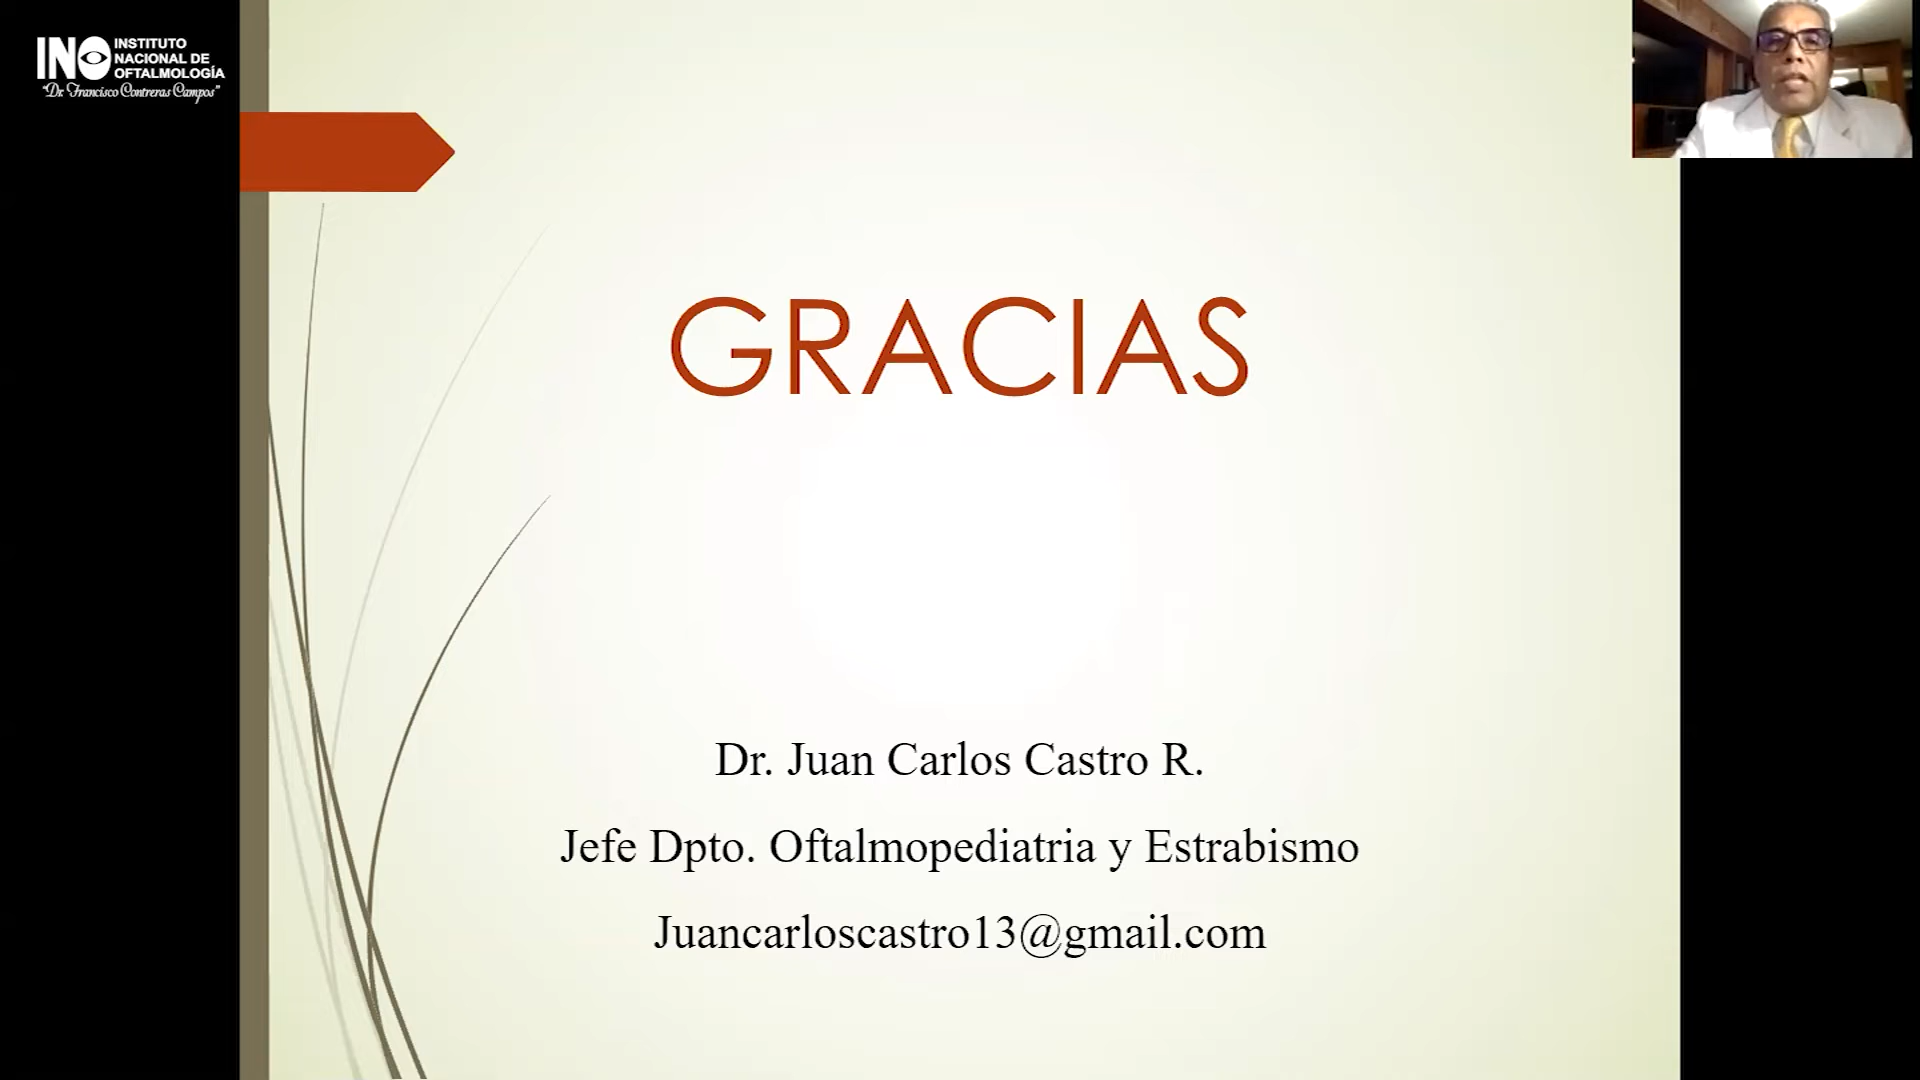 INO INSTITUTO
NACIONAL DE
OFTALMOLOGÍA
"Dr. Francisco Contreras Campos"
GRACIAS
Dr. Juan Carlos Castro R.
Jefe Dpto. Oftalmopediatria y Estrabismo
Juancarloscastro13@gmail.com